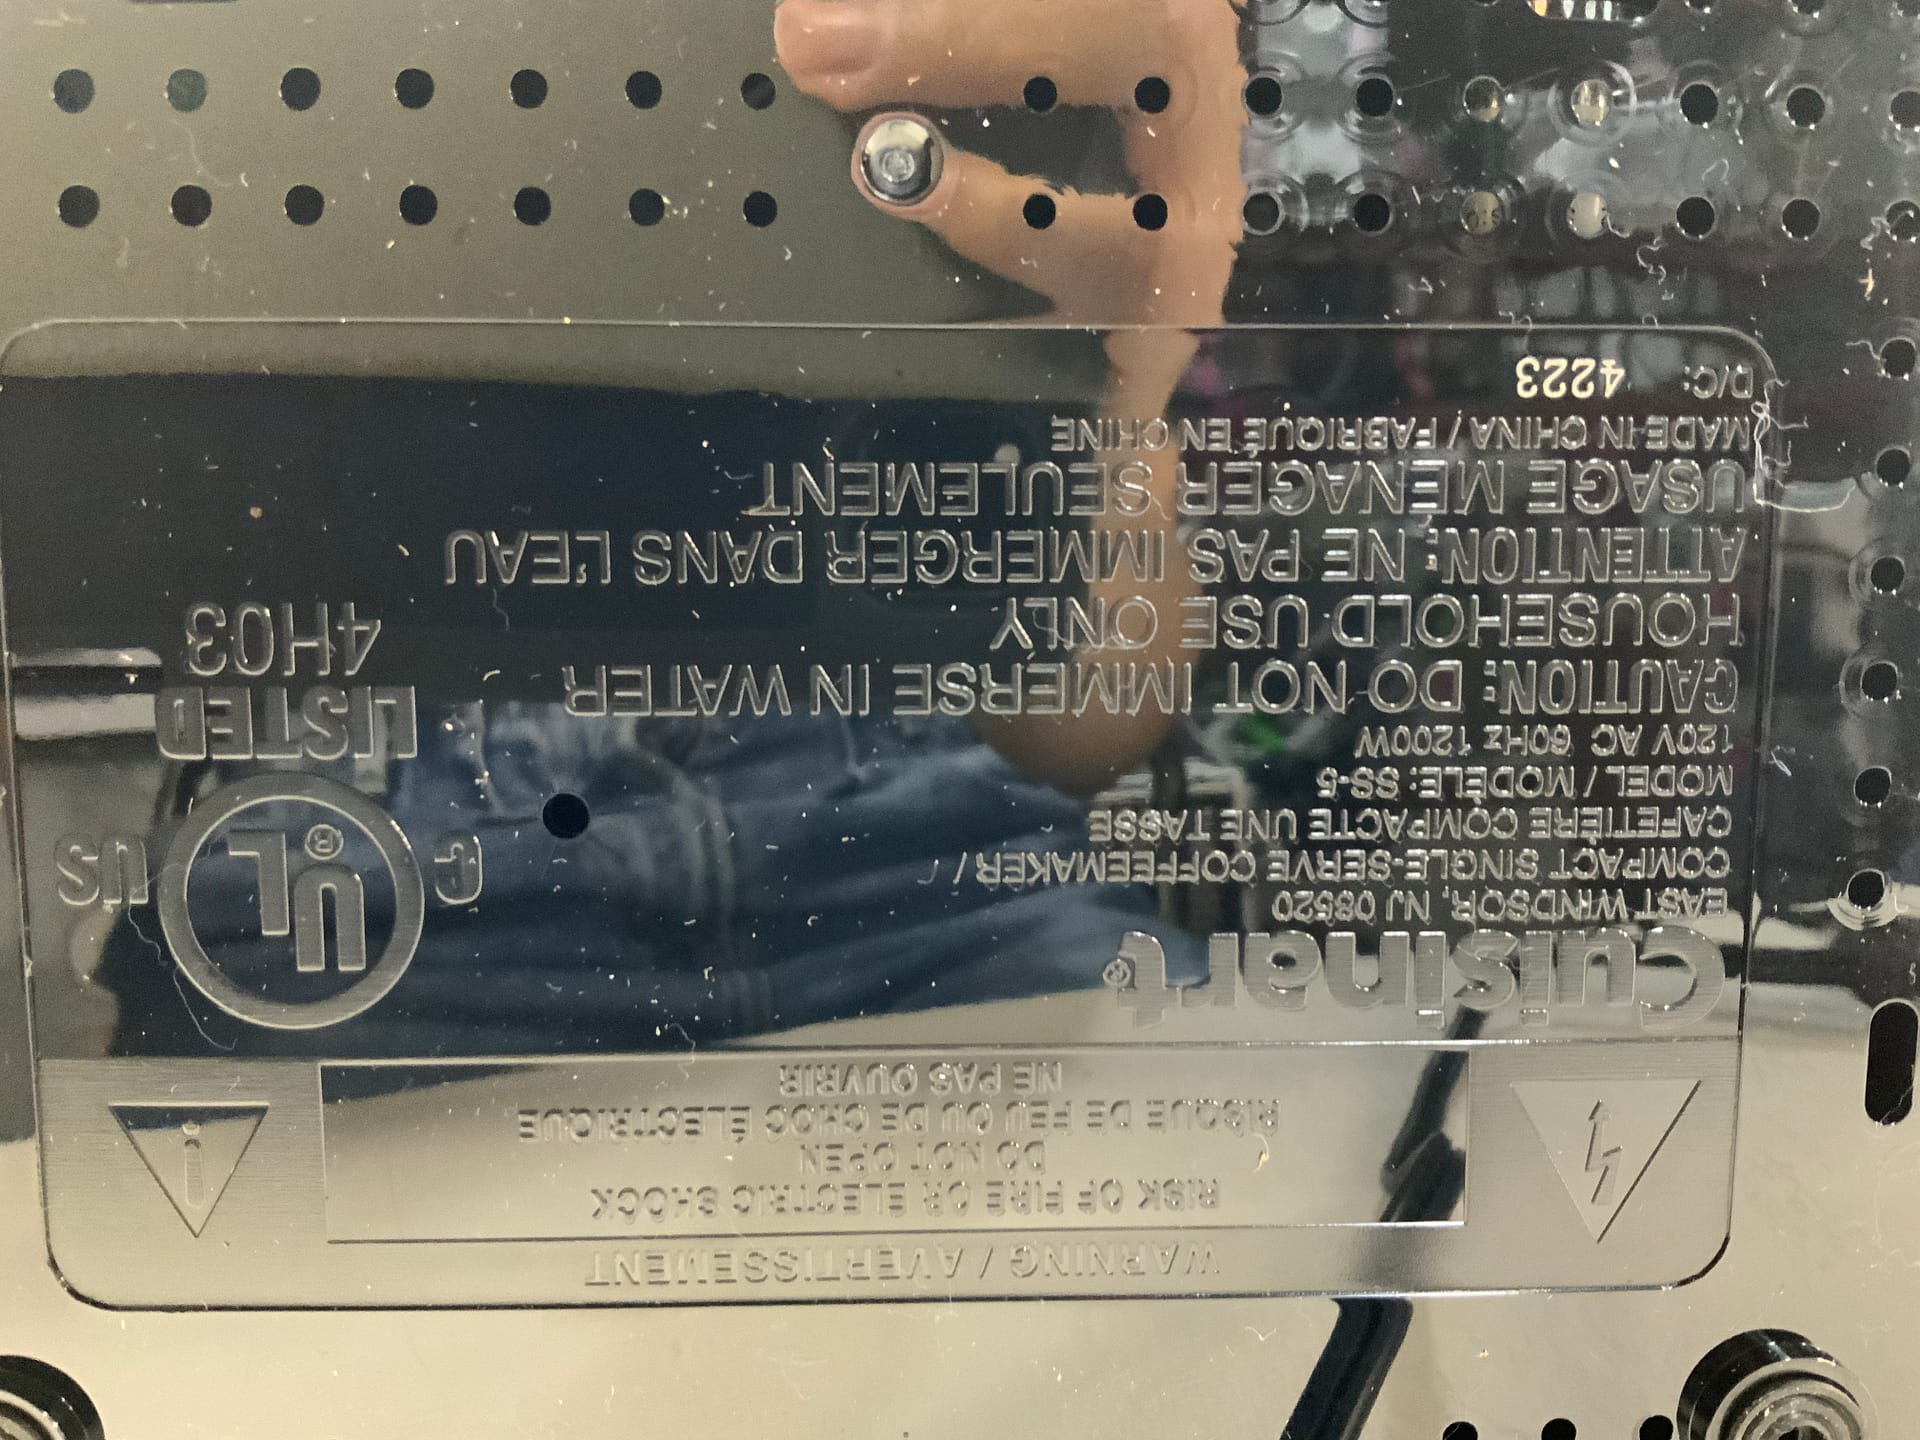 WARNING / AVERTISSEMENT
RISK OF FIRE OR ELECTRIC SHOCK
DO NOT OPEN
RISQUE DE FEU OU DE CHOC ÉLECTRIQUE
NE PAS OUVRIR
Cuisinart®
EAST WINDSOR, NJ 08520
COMPACT SINGLE-SERVE COFFEEMAKER /
CAFETIÈRE COMPACTE UNE TASSE
MODEL / MODÈLE: SS-5
120V AC 60Hz 1200W
CAUTION: DO NOT IMMERSE IN WATER
HOUSEHOLD USE ONLY
ATTENTION: NE PAS IMMERGER DANS L'EAU
USAGE MENAGER SEULEMENT
MADE IN CHINA / FABRIQUÉ EN CHINE
D/C: 4223
C UL® US
LISTED
4H03